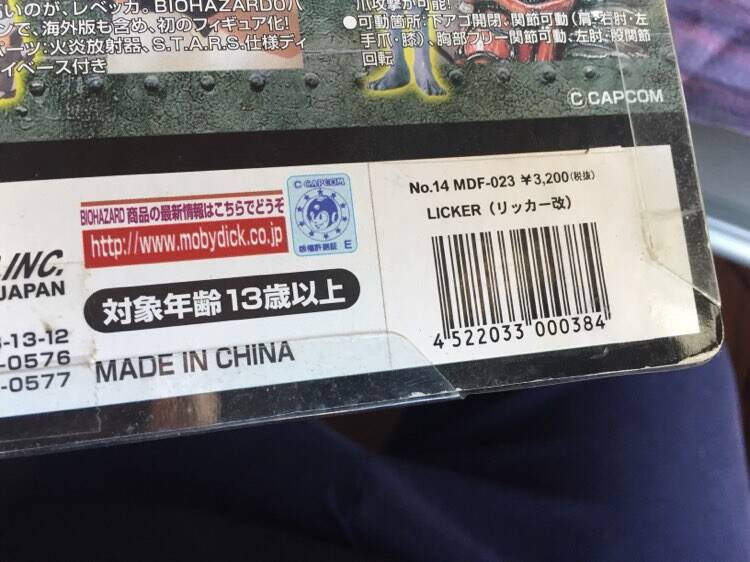 いのが、レベッカ。BIOHAZARD0バ
ンで、海外版も含め、初のフィギュア化!
パーツ:火炎放射器、S.T.A.R.S.仕様ディ
イベース付き
爪攻撃が可能!
●可動箇所:下アゴ開閉、関節可動(肩・右肘・左
手爪・膝)、胸部フリー関節可動、左肘、股関節
回転
© CAPCOM
BIOHAZARD 商品の最新情報はこちらでどうぞ
http://www.mobydick.co.jp
© CAPCOM
版権許諾証
E
INC.
JAPAN
-13-12
-0576
-0577
対象年齢13歳以上
MADE IN CHINA
No.14 MDF-023 ¥3,200(税抜)
LICKER(リッカー改)
4 522033 000384